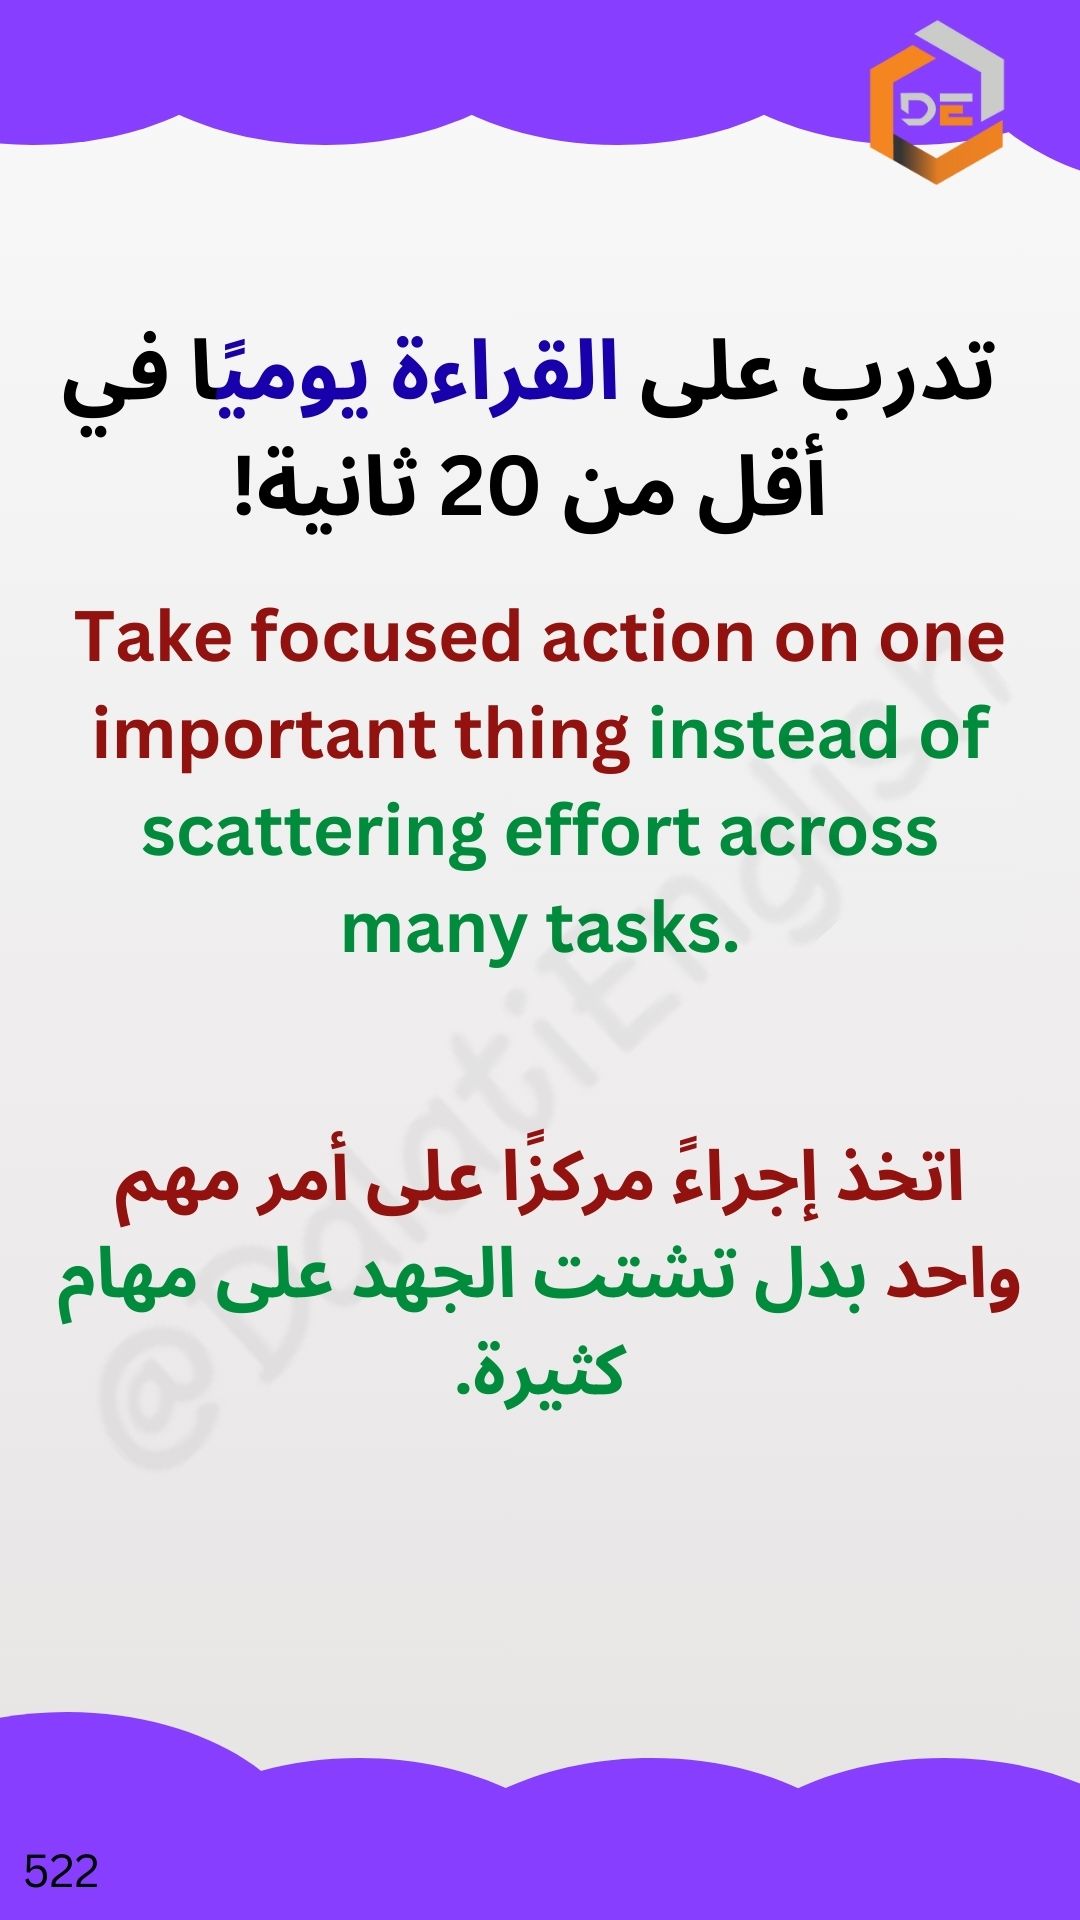 DE
تدرب على القراءة يوميًا في
أقل من 20 ثانية!
Take focused action on one
important thing instead of
scattering effort across
many tasks.
اتخذ إجراءً مركزًا على أمر مهم
واحد بدل تشتت الجهد على مهام
كثيرة.
@DalatiEnglish
522